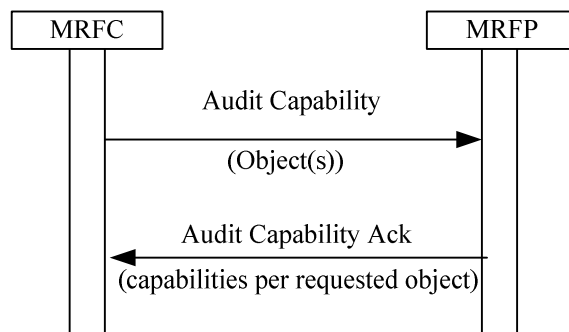 MRFC
MRFP
Audit Capability
(Object(s))
Audit Capability Ack
(capabilities per requested object)